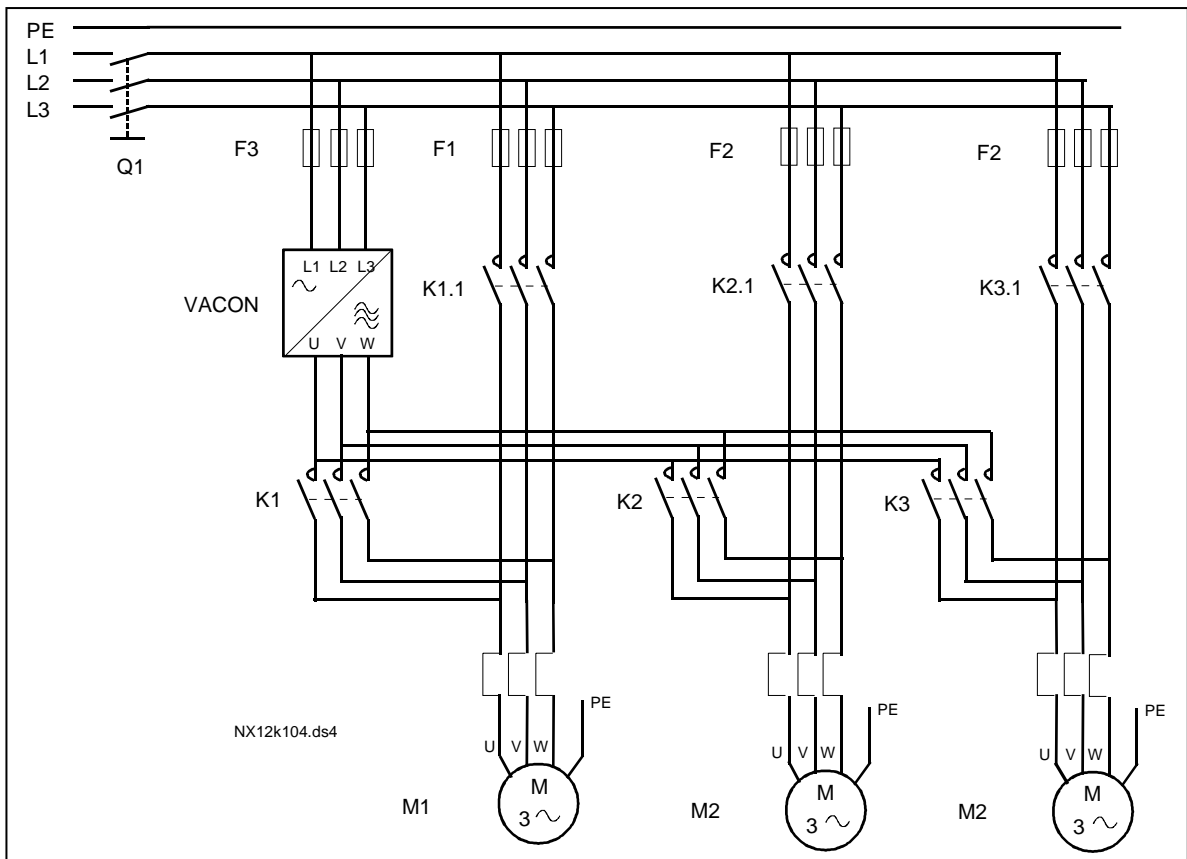 PE
L1
L2
L3
Q1
F3
F1
F2
F2
L1 L2 L3
VACON
U V W
K1.1
K2.1
K3.1
K1
K2
K3
PE
PE
PE
NX12k104.ds4
U V W
U V W
U V W
M
3
M
3
M
3
M1
M2
M2